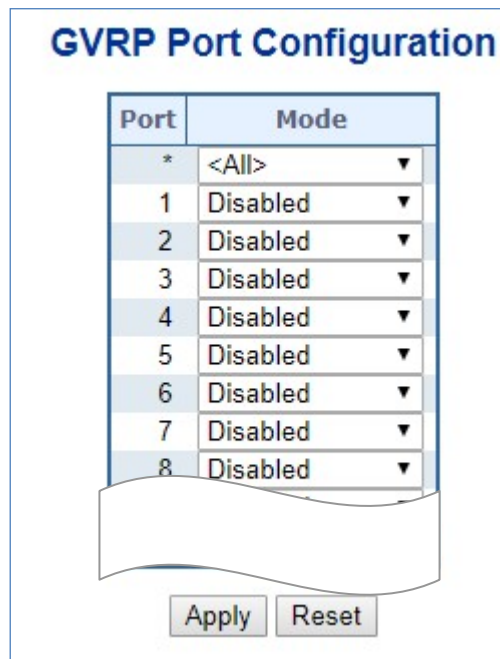 GVRP Port Configuration
Port Mode
* <All>
1 Disabled
2 Disabled
3 Disabled
4 Disabled
5 Disabled
6 Disabled
7 Disabled
8 Disabled
Apply Reset